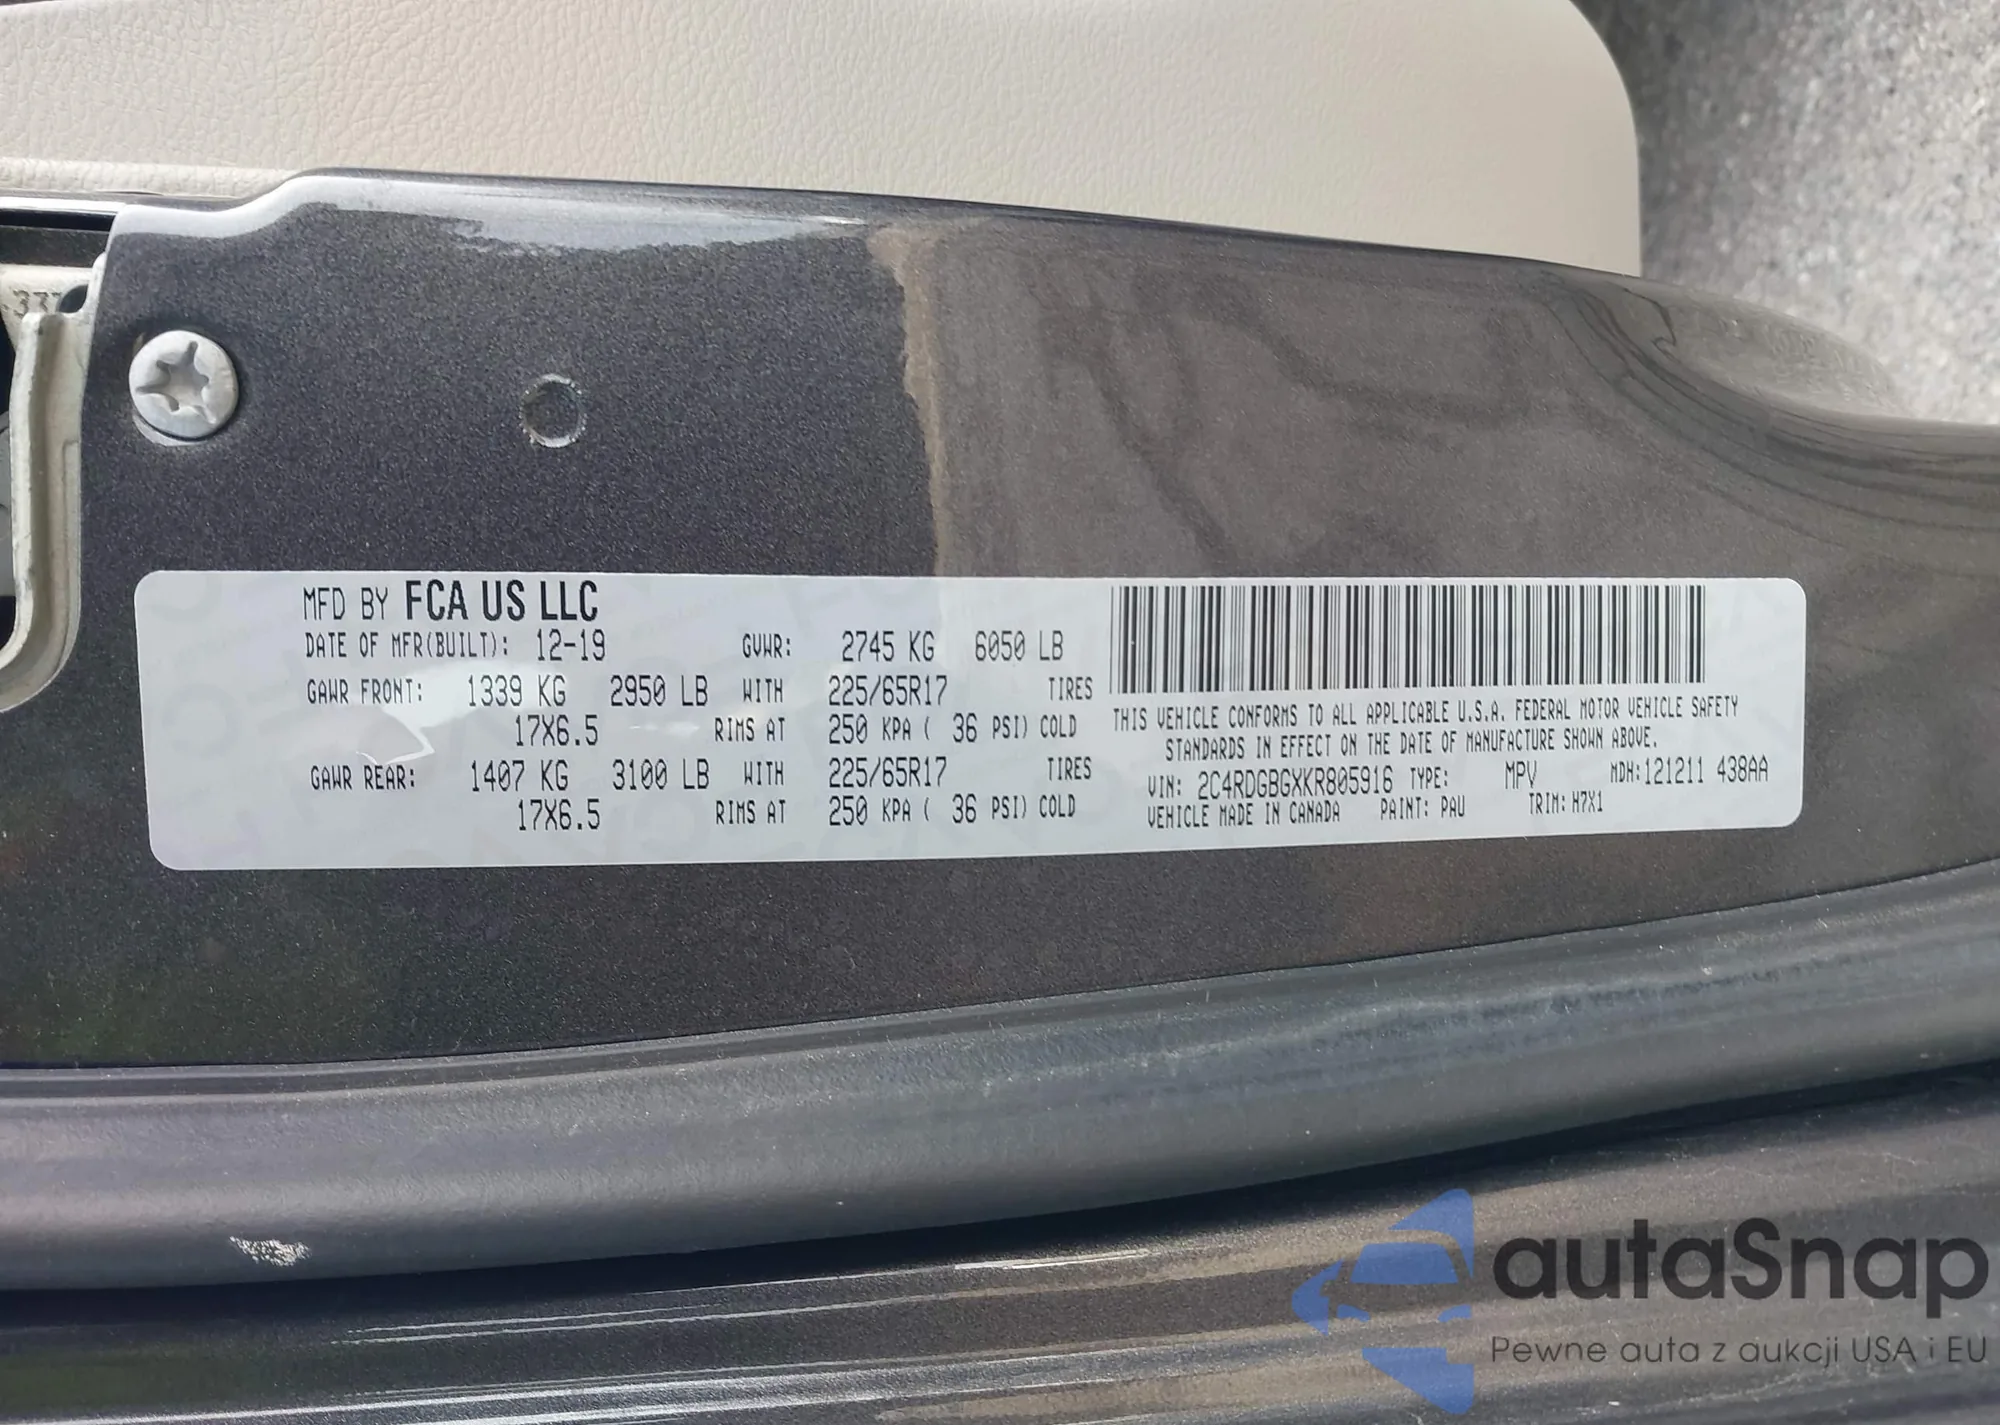 MFD BY FCA US LLC
DATE OF MFR(BUILT): 12-19 GVWR: 2745 KG 6050 LB
GAWR FRONT: 1339 KG 2950 LB WITH 225/65R17 TIRES
17X6.5 RIMS AT 250 KPA ( 36 PSI) COLD
GAWR REAR: 1407 KG 3100 LB WITH 225/65R17 TIRES
17X6.5 RIMS AT 250 KPA ( 36 PSI) COLD
THIS VEHICLE CONFORMS TO ALL APPLICABLE U.S.A. FEDERAL MOTOR VEHICLE SAFETY
STANDARDS IN EFFECT ON THE DATE OF MANUFACTURE SHOWN ABOVE.
VIN: 2C4RDGBGXKR805916 TYPE: MPV MDH:121211 438AA
VEHICLE MADE IN CANADA PAINT: PAU TRIM: H7X1
autaSnap
Pewne auta z aukcji USA i EU